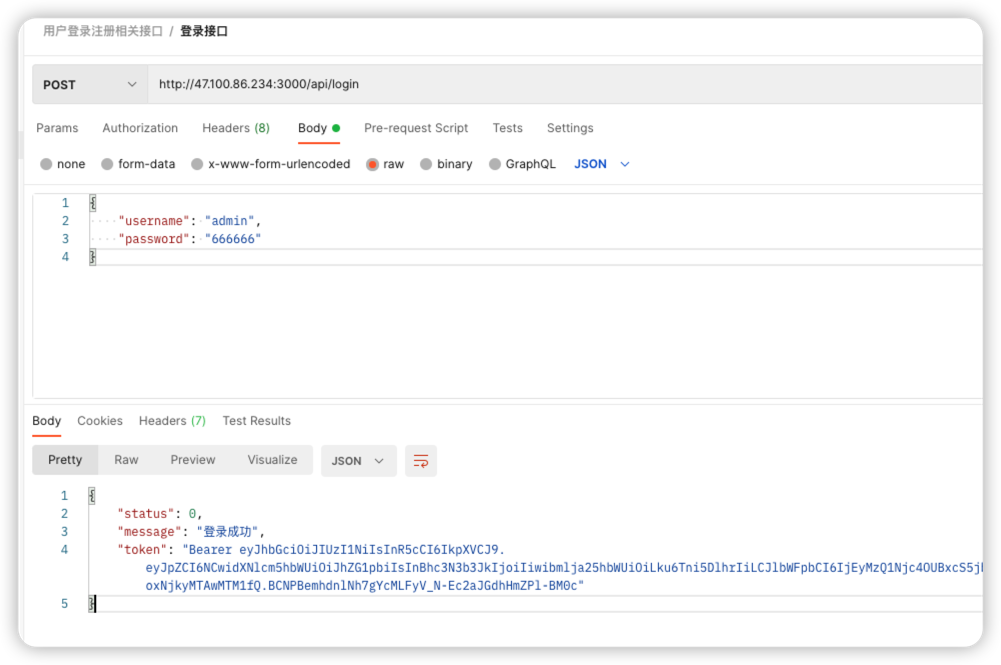 用户登录注册相关接口 / 登录接口
POST http://47.100.86.234:3000/api/login
Params Authorization Headers (8) Body Pre-request Script Tests Settings
none form-data x-www-form-urlencoded raw binary GraphQL JSON
1 {
2 "username": "admin",
3 "password": "666666"
4 }
Body Cookies Headers (7) Test Results
Pretty Raw Preview Visualize JSON
1 {
2 "status": 0,
3 "message": "登录成功",
4 "token": "Bearer eyJhbGciOiJIUzI1NiIsInR5cCI6IkpXVCJ9.
eyJpZCI6NCwidXNlcm5hbWUiOiJhZG1pbiIsInBhc3N3b3JkIjoiIiwibmlja25hbWUiOiLku6Tni5DlhrIiLCJlbWFpbCI6IjEyMzQ1Njc4OUBxcS5j
oxNjkyMTAwMTM1fQ.BCNPBemhdnlNh7gYcMLFyV_N-Ec2aJGdhHmZPl-BM0c"
5 }